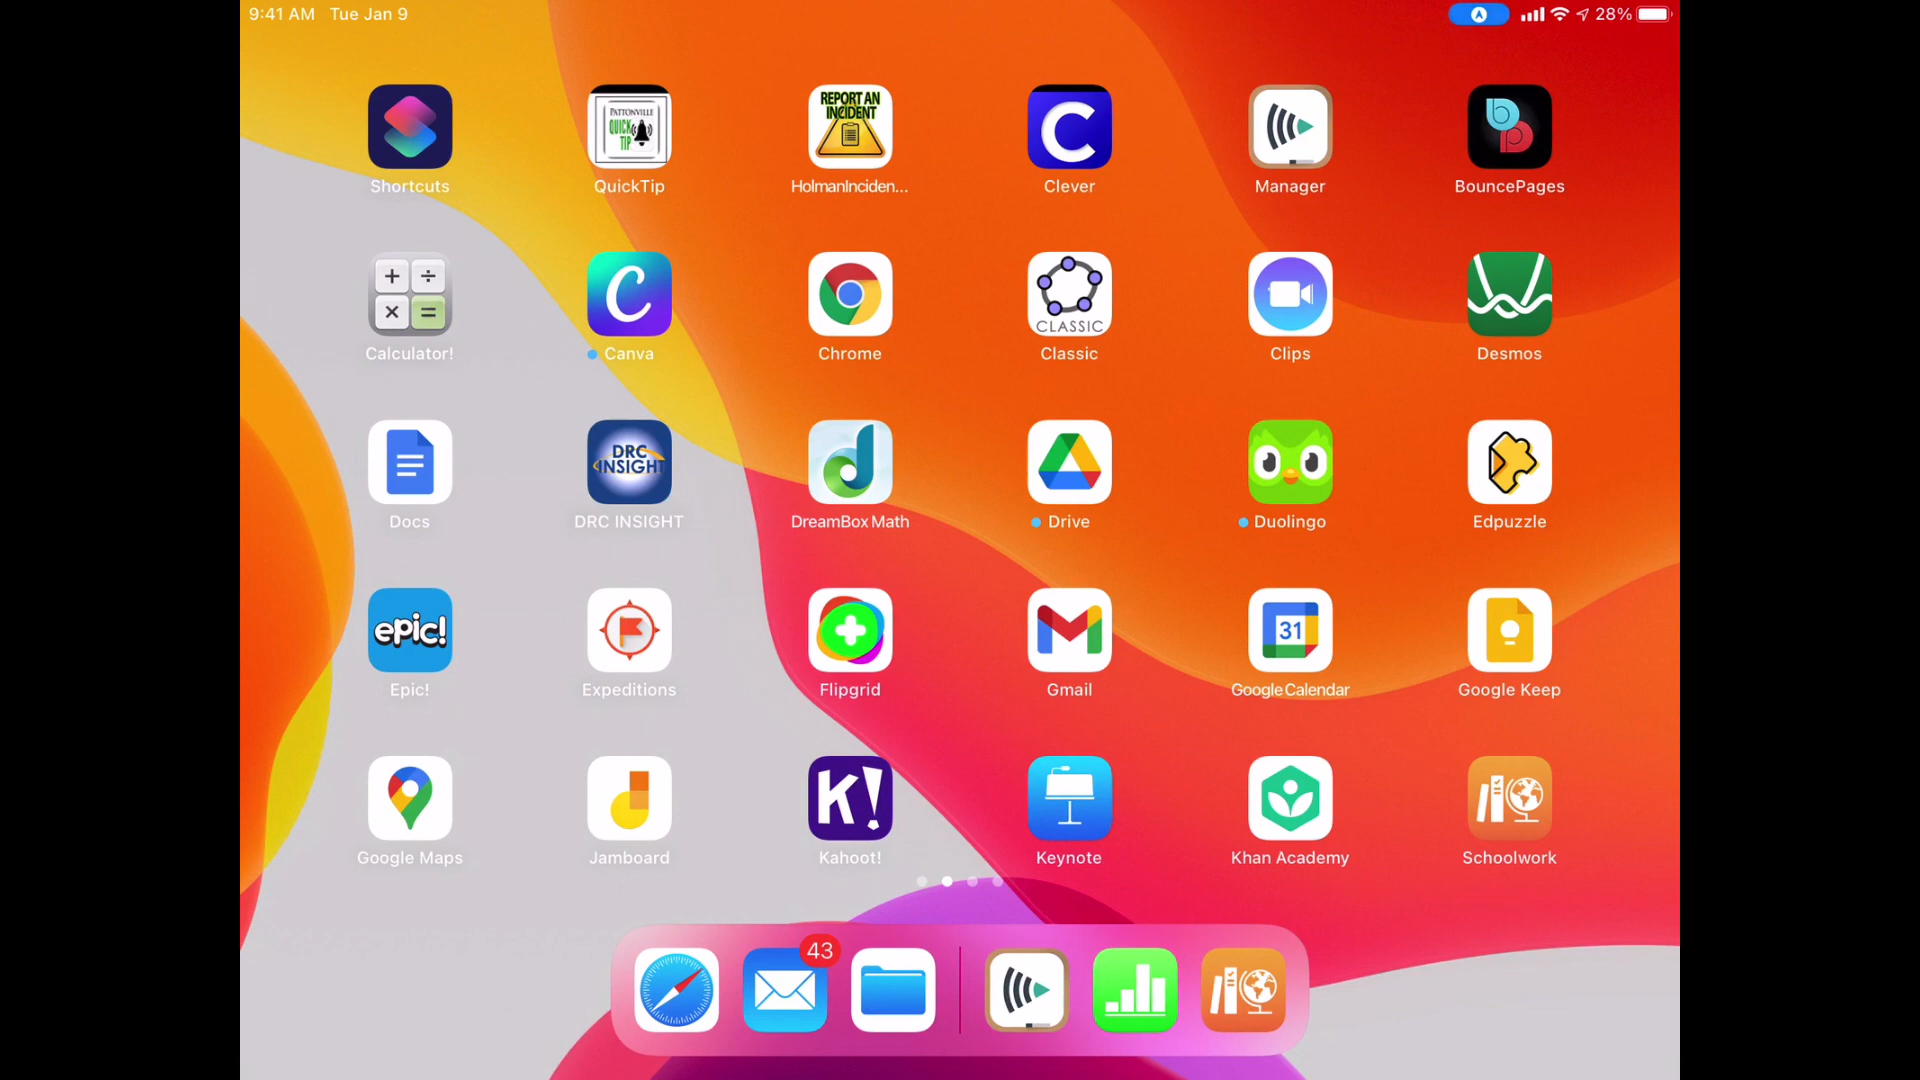 9:41 AM Tue Jan 9
28%
PATTONVILLE
QUICK
TIP
REPORT AN
INCIDENT
C
b
p
Shortcuts
QuickTip
HolmanInciden...
Clever
Manager
BouncePages
+ ÷
× =
C
CLASSIC
Calculator!
Canva
Chrome
Classic
Clips
Desmos
DRC
INSIGHT
d
Docs
DRC INSIGHT
DreamBox Math
Drive
Duolingo
Edpuzzle
epic!
31
Epic!
Expeditions
Flipgrid
Gmail
Google Calendar
Google Keep
K!
Google Maps
Jamboard
Kahoot!
Keynote
Khan Academy
Schoolwork
43